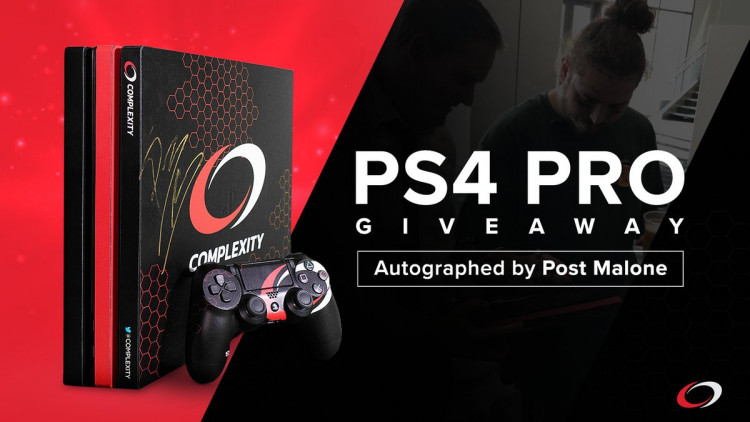 COMPLEXITY
COMPLEXITY
@COMPLEXITY
PS4 PRO
GIVEAWAY
Autographed by Post Malone